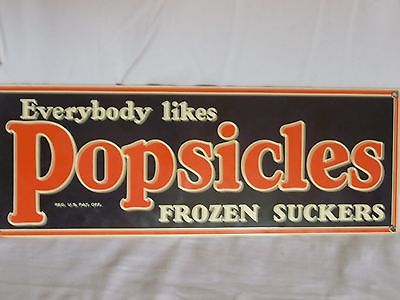 Everybody likes
Popsicles
REG. U.S. PAT. OFF.
FROZEN SUCKERS